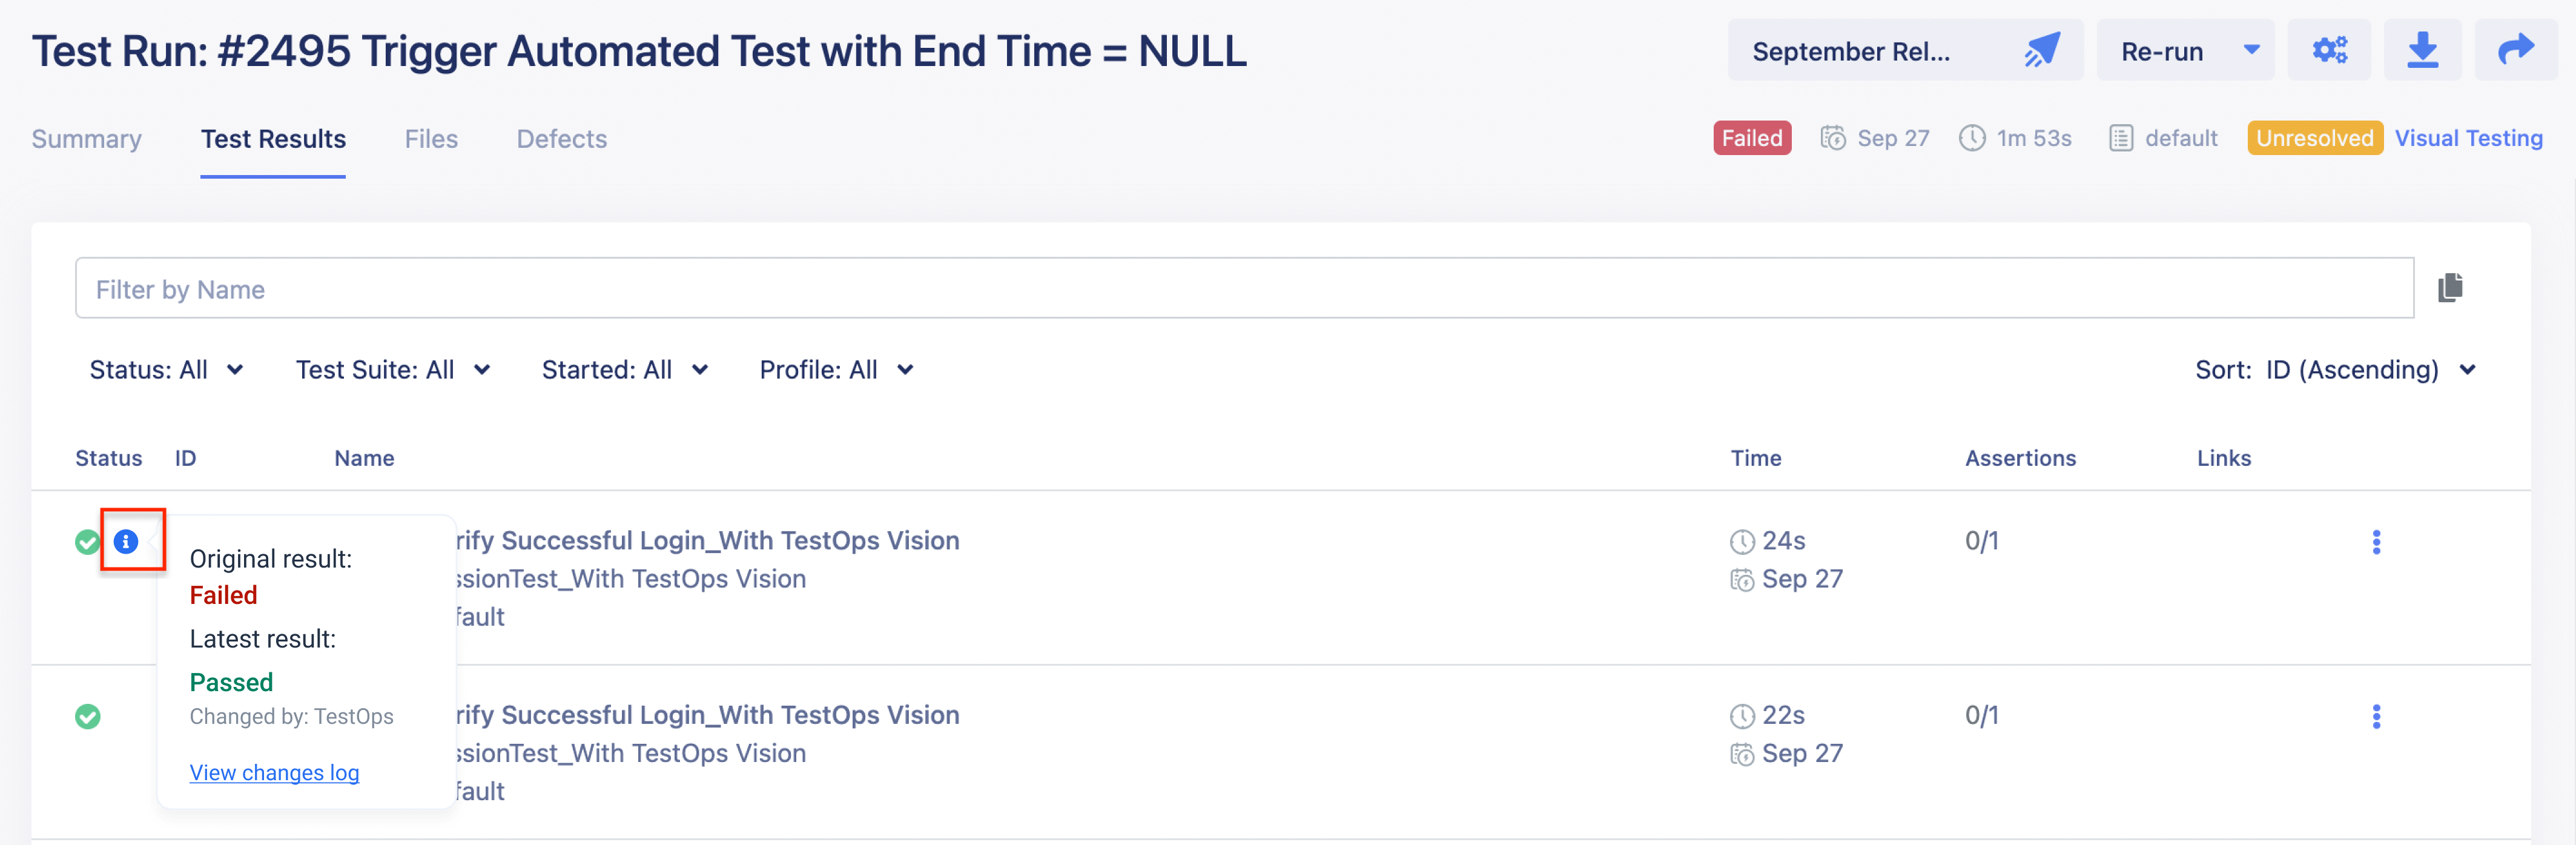 Test Run: #2495 Trigger Automated Test with End Time = NULL
September Rel...
Re-run
Summary
Test Results
Files
Defects
Failed
Sep 27
1m 53s
default
Unresolved
Visual Testing
Filter by Name
Status: All
Test Suite: All
Started: All
Profile: All
Sort: ID (Ascending)
Status
ID
Name
Time
Assertions
Links
Original result:
Failed
Latest result:
Passed
Changed by: TestOps
View changes log
rify Successful Login_With TestOps Vision
ssionTest_With TestOps Vision
fault
24s
Sep 27
0/1
rify Successful Login_With TestOps Vision
ssionTest_With TestOps Vision
fault
22s
Sep 27
0/1